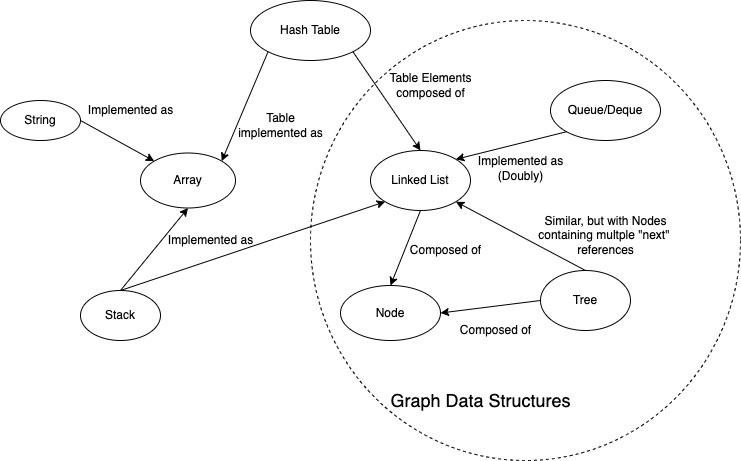 Hash Table
Table Elements
composed of
Implemented as
String
Queue/Deque
Table
implemented as
Implemented as
(Doubly)
Array
Linked List
Similar, but with Nodes
containing multple "next"
references
Implemented as
Composed of
Stack
Node
Tree
Composed of
Graph Data Structures